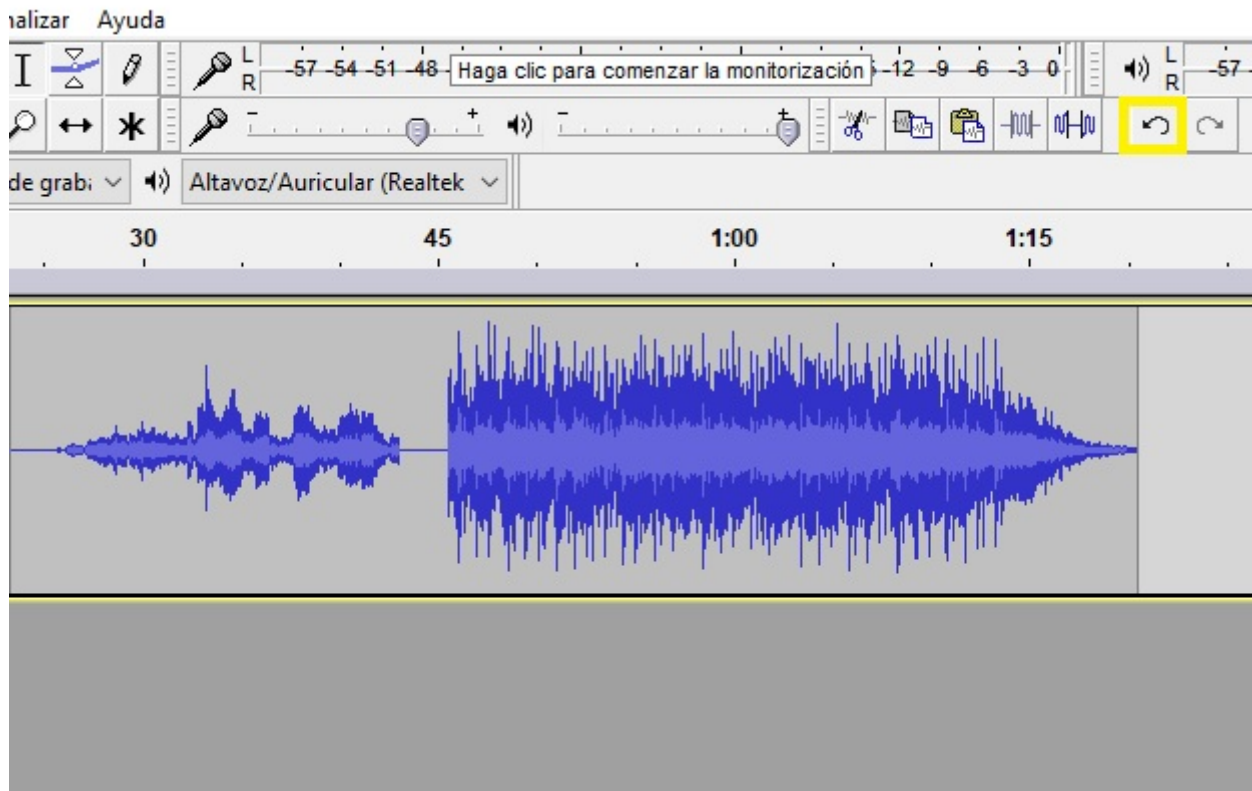 nalizar Ayuda
L -57 -54 -51 -48 Haga clic para comenzar la monitorización -12 -9 -6 -3 0 L -57
R R
- + - +
de grab: Altavoz/Auricular (Realtek
30 45 1:00 1:15